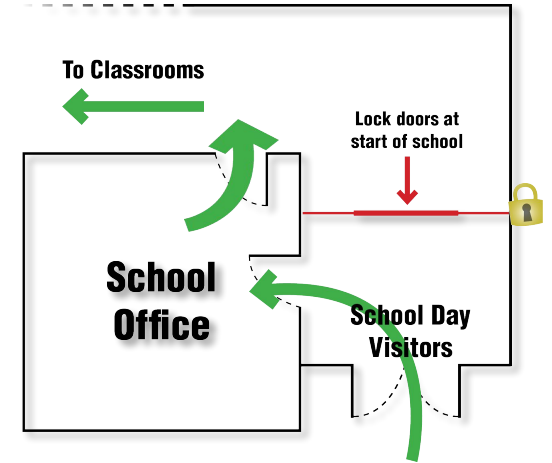 To Classrooms
Lock doors at
start of school
School
Office
School Day
Visitors